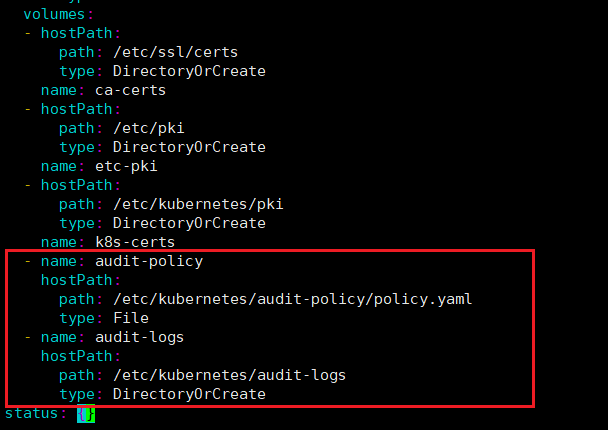 volumes:
- hostPath:
path: /etc/ssl/certs
type: DirectoryOrCreate
name: ca-certs
- hostPath:
path: /etc/pki
type: DirectoryOrCreate
name: etc-pki
- hostPath:
path: /etc/kubernetes/pki
type: DirectoryOrCreate
name: k8s-certs
- name: audit-policy
hostPath:
path: /etc/kubernetes/audit-policy/policy.yaml
type: File
- name: audit-logs
hostPath:
path: /etc/kubernetes/audit-logs
type: DirectoryOrCreate
status: {}